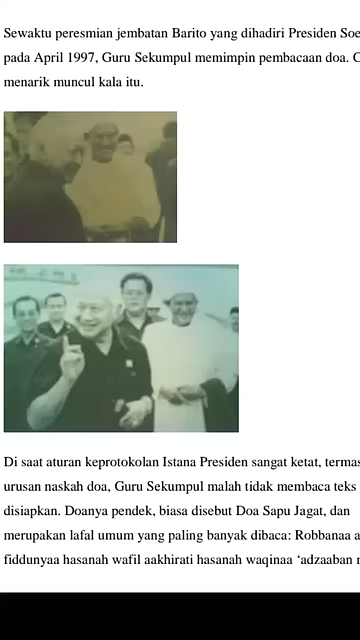 Sewaktu peresmian jembatan Barito yang dihadiri Presiden Soe
pada April 1997, Guru Sekumpul memimpin pembacaan doa. C
menarik muncul kala itu.
Di saat aturan keprotokolan Istana Presiden sangat ketat, termas
urusan naskah doa, Guru Sekumpul malah tidak membaca teks
disiapkan. Doanya pendek, biasa disebut Doa Sapu Jagat, dan
merupakan lafal umum yang paling banyak dibaca: Robbanaa a
fiddunyaa hasanah wafil aakhirati hasanah waqinaa ‘adzaaban n